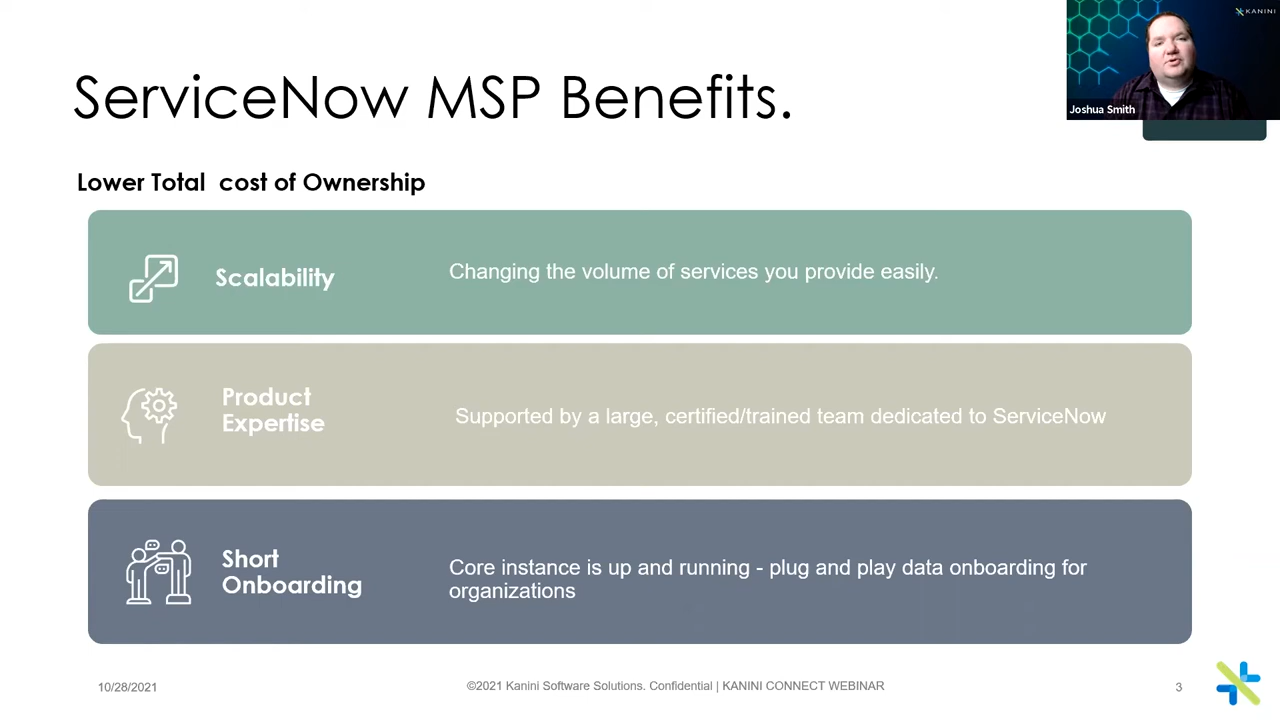 KANINI
Joshua Smith
ServiceNow MSP Benefits.
Lower Total cost of Ownership
Scalability
Changing the volume of services you provide easily.
Product
Expertise
Supported by a large, certified/trained team dedicated to ServiceNow
Short
Onboarding
Core instance is up and running - plug and play data onboarding for
organizations
10/28/2021
©2021 Kanini Software Solutions. Confidential | KANINI CONNECT WEBINAR
3